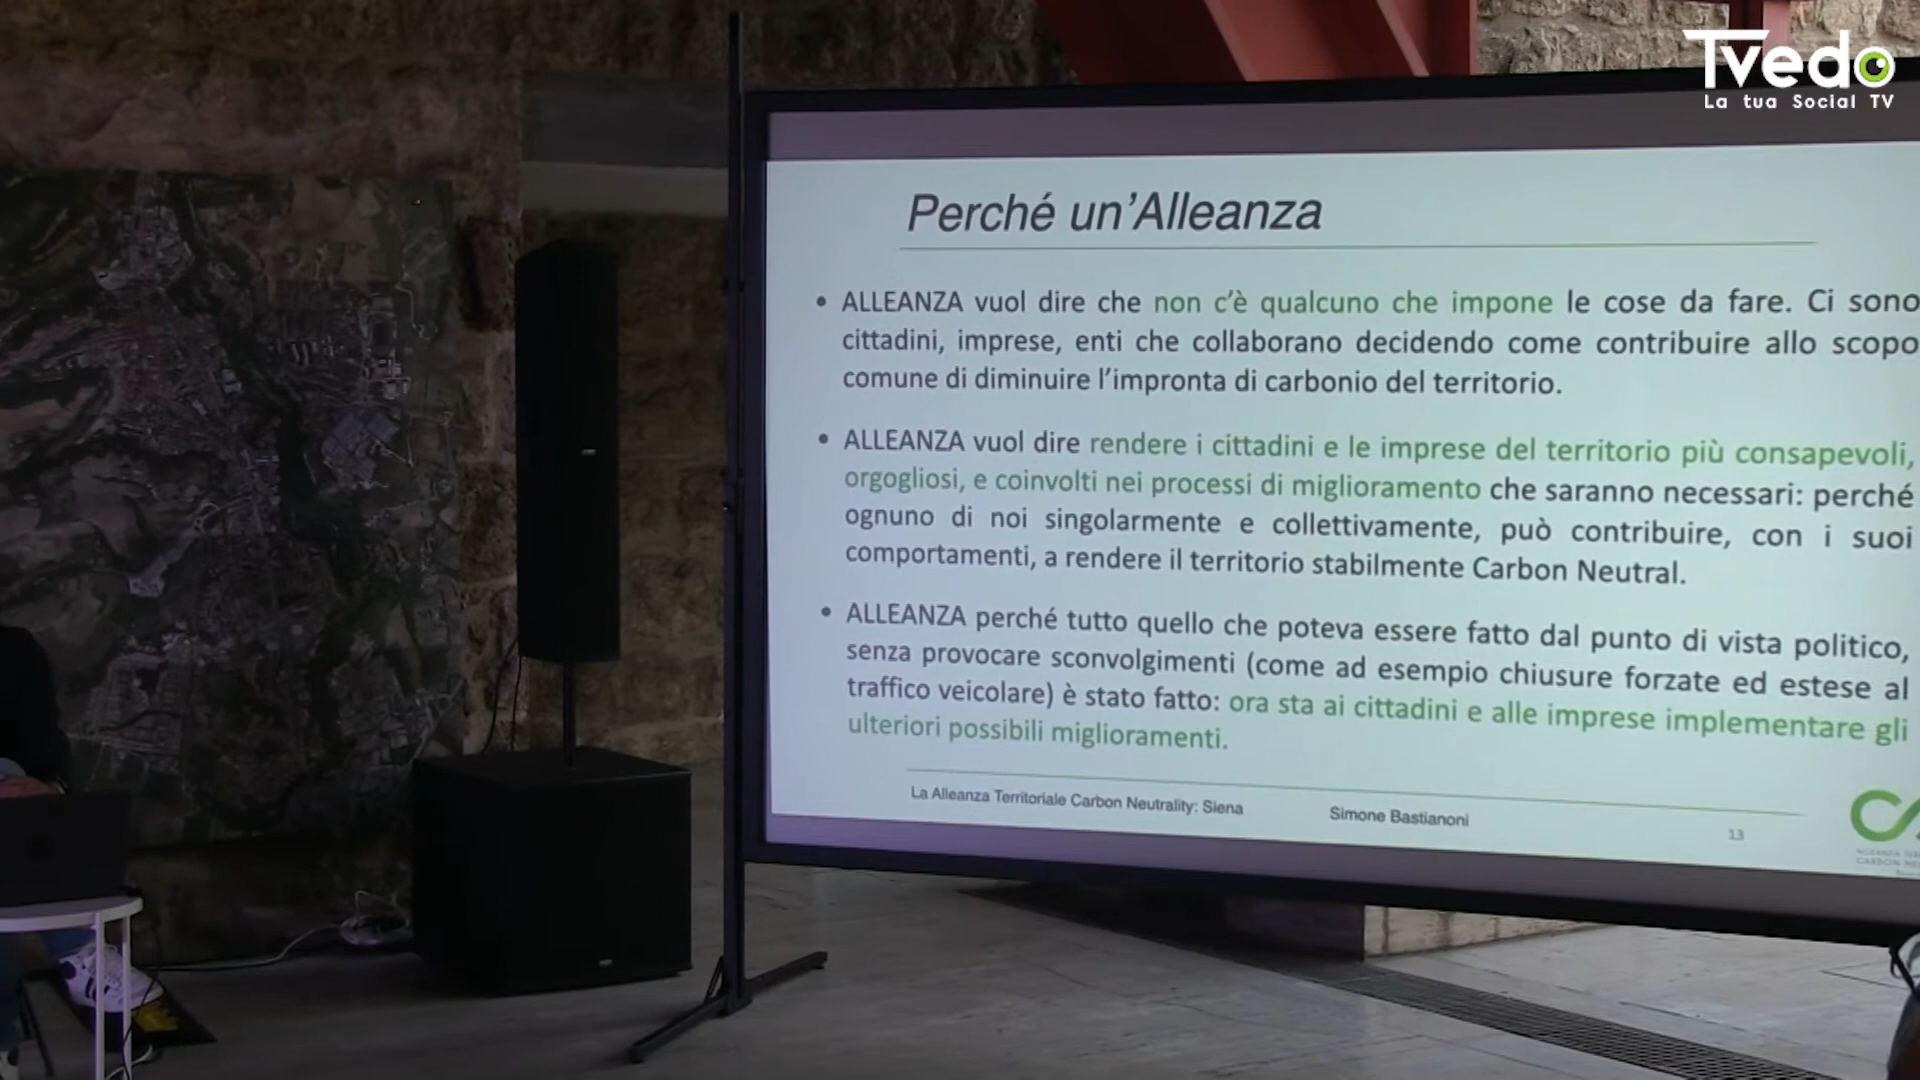 Tvedo
La tua Social TV
Perché un'Alleanza
• ALLEANZA vuol dire che non c'è qualcuno che impone le cose da fare. Ci sono
cittadini, imprese, enti che collaborano decidendo come contribuire allo scopo
comune di diminuire l'impronta di carbonio del territorio.
• ALLEANZA vuol dire rendere i cittadini e le imprese del territorio più consapevoli,
orgogliosi, e coinvolti nei processi di miglioramento che saranno necessari: perché
ognuno di noi singolarmente e collettivamente, può contribuire, con i suoi
comportamenti, a rendere il territorio stabilmente Carbon Neutral.
• ALLEANZA perché tutto quello che poteva essere fatto dal punto di vista politico,
senza provocare sconvolgimenti (come ad esempio chiusure forzate ed estese al
traffico veicolare) è stato fatto: ora sta ai cittadini e alle imprese implementare gli
ulteriori possibili miglioramenti.
La Alleanza Territoriale Carbon Neutrality: Siena
Simone Bastianoni
13